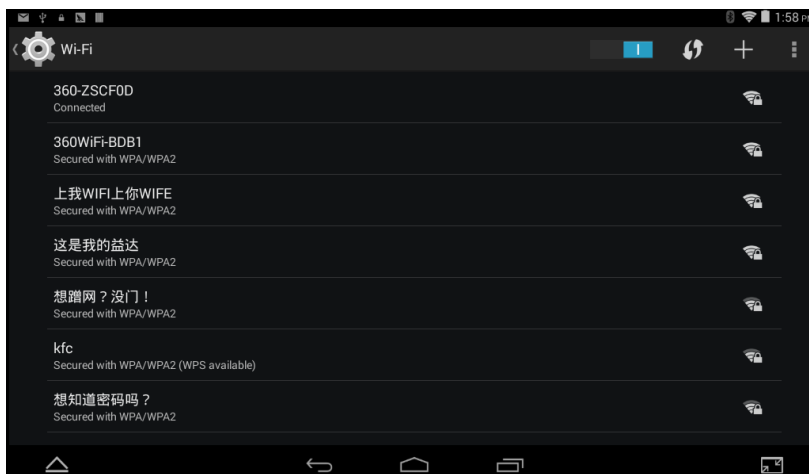 1:58 PM
Wi-Fi
360-ZSCF0D
Connected
360WiFi-BDB1
Secured with WPA/WPA2
上我WIFI上你WIFE
Secured with WPA/WPA2
这是我的益达
Secured with WPA/WPA2
想蹭网？没门！
Secured with WPA/WPA2
kfc
Secured with WPA/WPA2 (WPS available)
想知道密码吗？
Secured with WPA/WPA2